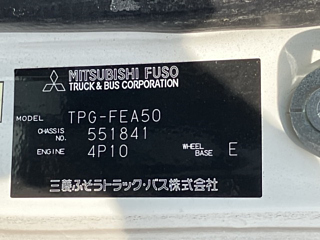 MITSUBISHI FUSO
TRUCK & BUS CORPORATION
MODEL TPG-FEA50
CHASSIS NO. 551841
ENGINE 4P10 WHEEL BASE E
三菱ふそうトラック・バス株式会社